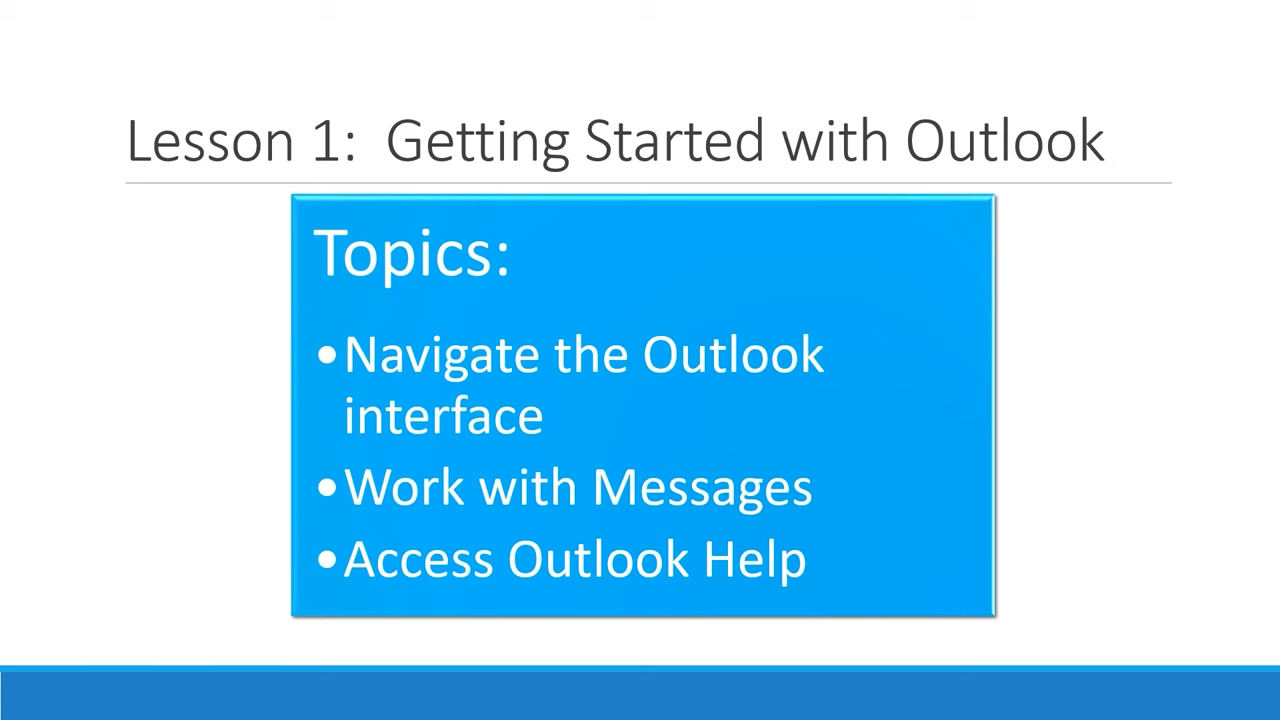 Lesson 1:  Getting Started with Outlook
Topics:
•Navigate the Outlook
interface
•Work with Messages
•Access Outlook Help